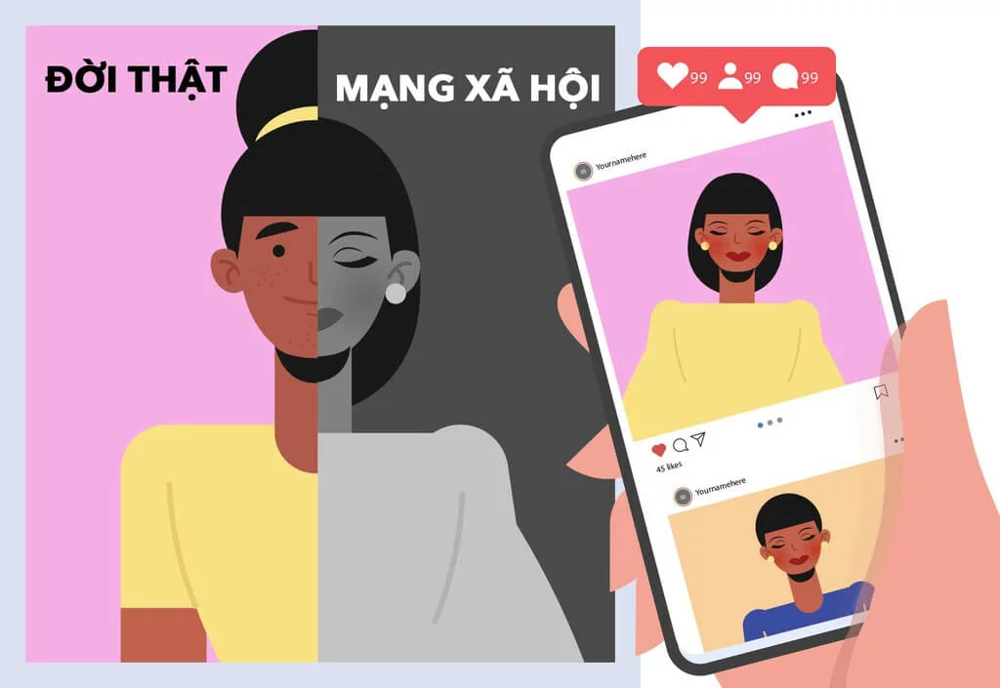 ĐỜI THẬT
MẠNG XÃ HỘI
99 99 99
Yournamehere
45 likes
Yournamehere